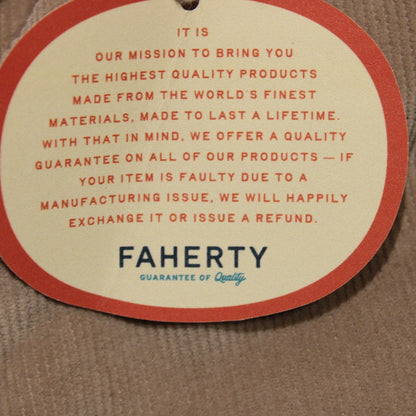 IT IS
OUR MISSION TO BRING YOU
THE HIGHEST QUALITY PRODUCTS
MADE FROM THE WORLD'S FINEST
MATERIALS, MADE TO LAST A LIFETIME.
WITH THAT IN MIND, WE OFFER A QUALITY
GUARANTEE ON ALL OF OUR PRODUCTS — IF
YOUR ITEM IS FAULTY DUE TO A
MANUFACTURING ISSUE, WE WILL HAPPILY
EXCHANGE IT OR ISSUE A REFUND.
FAHERTY
GUARANTEE OF Quality